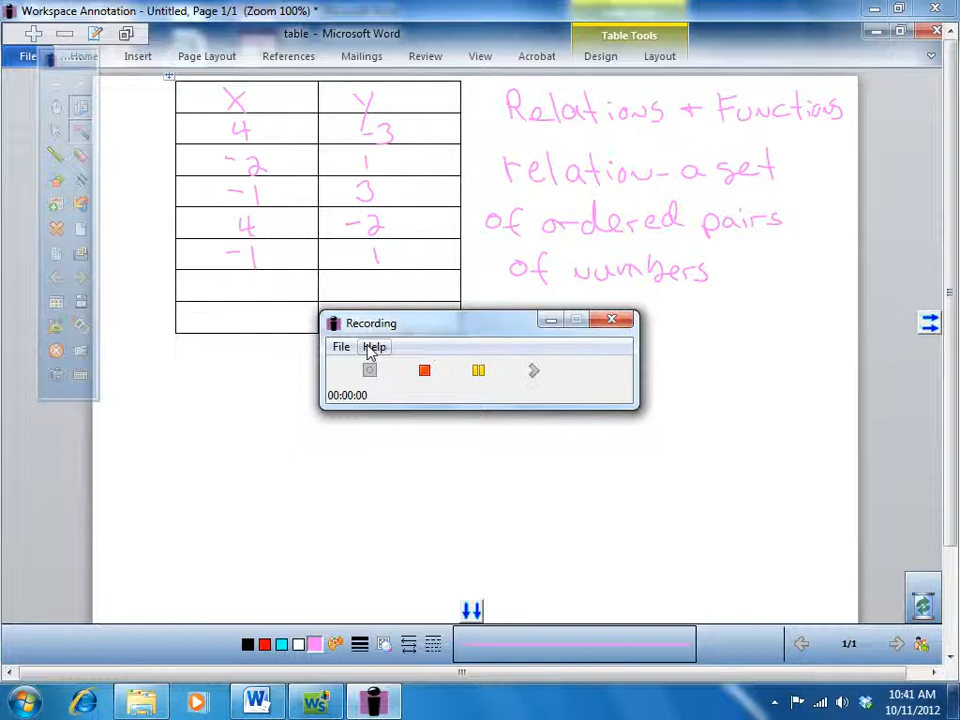 Workspace Annotation - Untitled, Page 1/1 (Zoom 100%) *
table - Microsoft Word
Table Tools
File
Home
Insert
Page Layout
References
Mailings
Review
View
Acrobat
Design
Layout
X Y
4 -3
-2 1
-1 3
4 -2
-1 1
Relations + Functions
relation- a set
of ordered pairs
of numbers
Recording
File Help
00:00:00
1/1
10:41 AM
10/11/2012